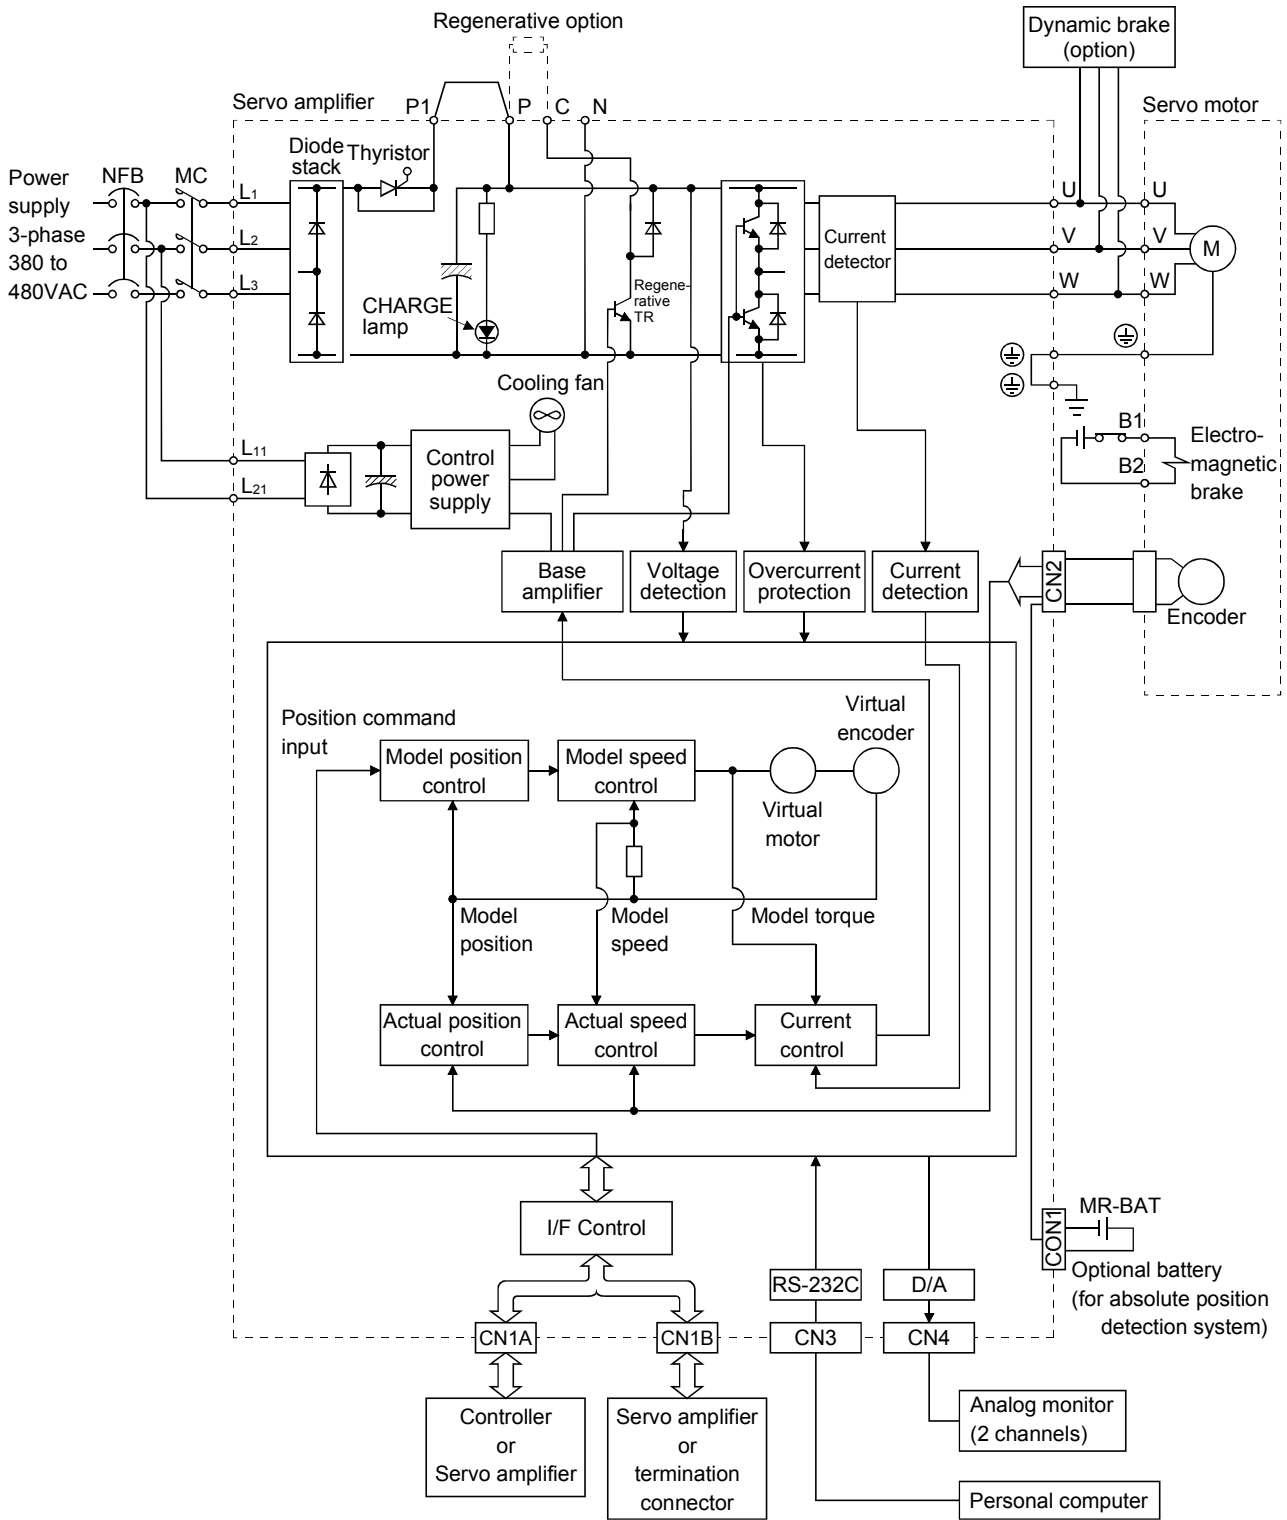 Regenerative option
Dynamic brake
(option)
Servo amplifier
P1
P
C
N
Servo motor
Diode
stack
Thyristor
Power
supply
3-phase
380 to
480VAC
NFB
MC
L1
L2
L3
U
V
W
U
V
W
M
Current
detector
Regene-
rative
TR
CHARGE
lamp
Cooling fan
L11
L21
Control
power
supply
B1
B2
Electro-
magnetic
brake
Base
amplifier
Voltage
detection
Overcurrent
protection
Current
detection
CN2
Encoder
Position command
input
Model position
control
Model speed
control
Virtual
encoder
Virtual
motor
Model
position
Model
speed
Model torque
Actual position
control
Actual speed
control
Current
control
I/F Control
RS-232C
D/A
CON1
MR-BAT
Optional battery
(for absolute position
detection system)
CN1A
CN1B
CN3
CN4
Controller
or
Servo amplifier
Servo amplifier
or
termination
connector
Analog monitor
(2 channels)
Personal computer